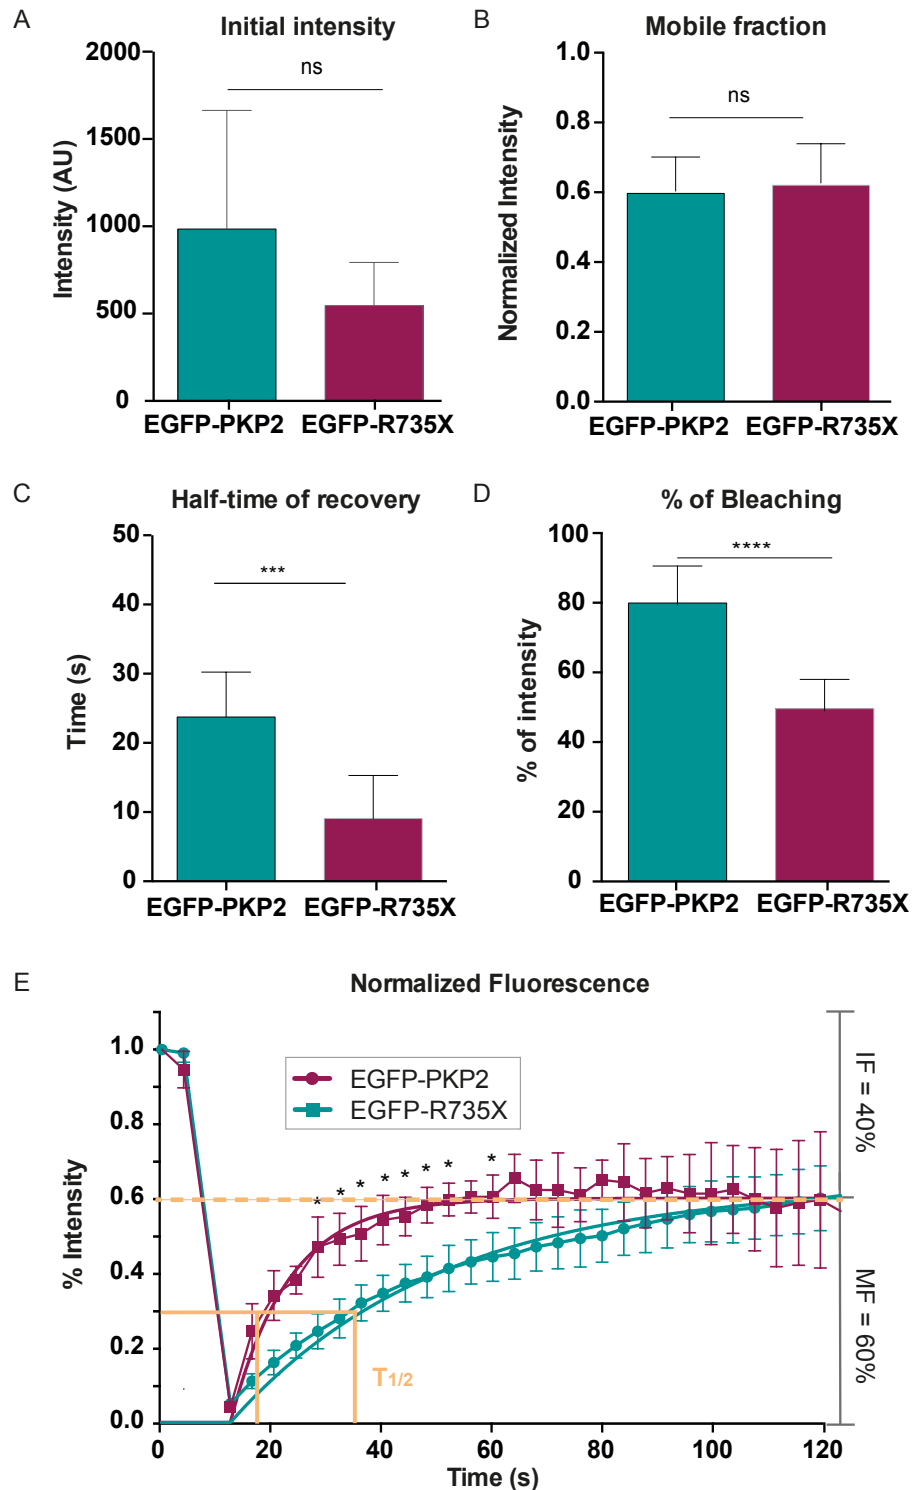 A
Initial intensity
2000
1500
1000
500
0
Intensity (AU)
ns
EGFP-PKP2 EGFP-R735X
B
Mobile fraction
1.0
0.8
0.6
0.4
0.2
0.0
Normalized Intensity
ns
EGFP-PKP2 EGFP-R735X
C
Half-time of recovery
50
40
30
20
10
0
Time (s)
***
EGFP-PKP2 EGFP-R735X
D
% of Bleaching
100
80
60
40
20
0
% of intensity
****
EGFP-PKP2 EGFP-R735X
E
Normalized Fluorescence
1.0
0.8
0.6
0.4
0.2
0.0
% Intensity
EGFP-PKP2
EGFP-R735X
* * * * * * * *
T1/2
IF = 40%
MF = 60%
0 20 40 60 80 100 120
Time (s)